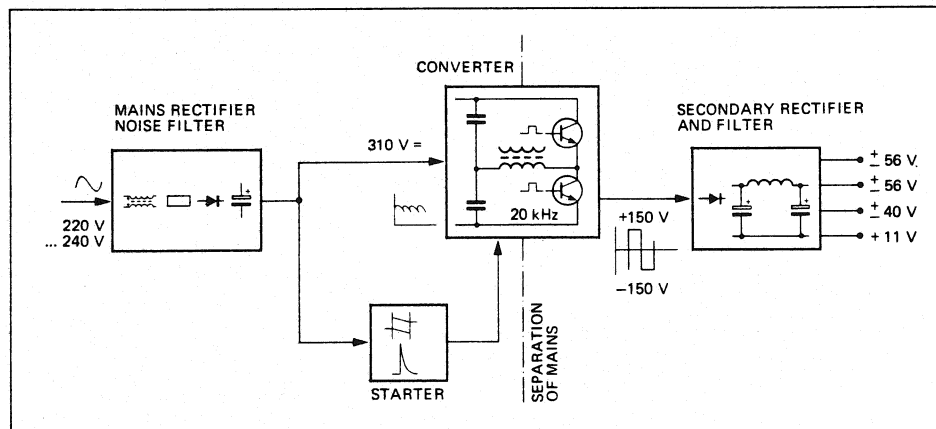 CONVERTER
MAINS RECTIFIER
NOISE FILTER
SECONDARY RECTIFIER
AND FILTER
310 V =
± 56 V
± 56 V
± 40 V
+ 11 V
220 V
... 240 V
20 kHz
+150 V
−150 V
STARTER
SEPARATION
OF MAINS